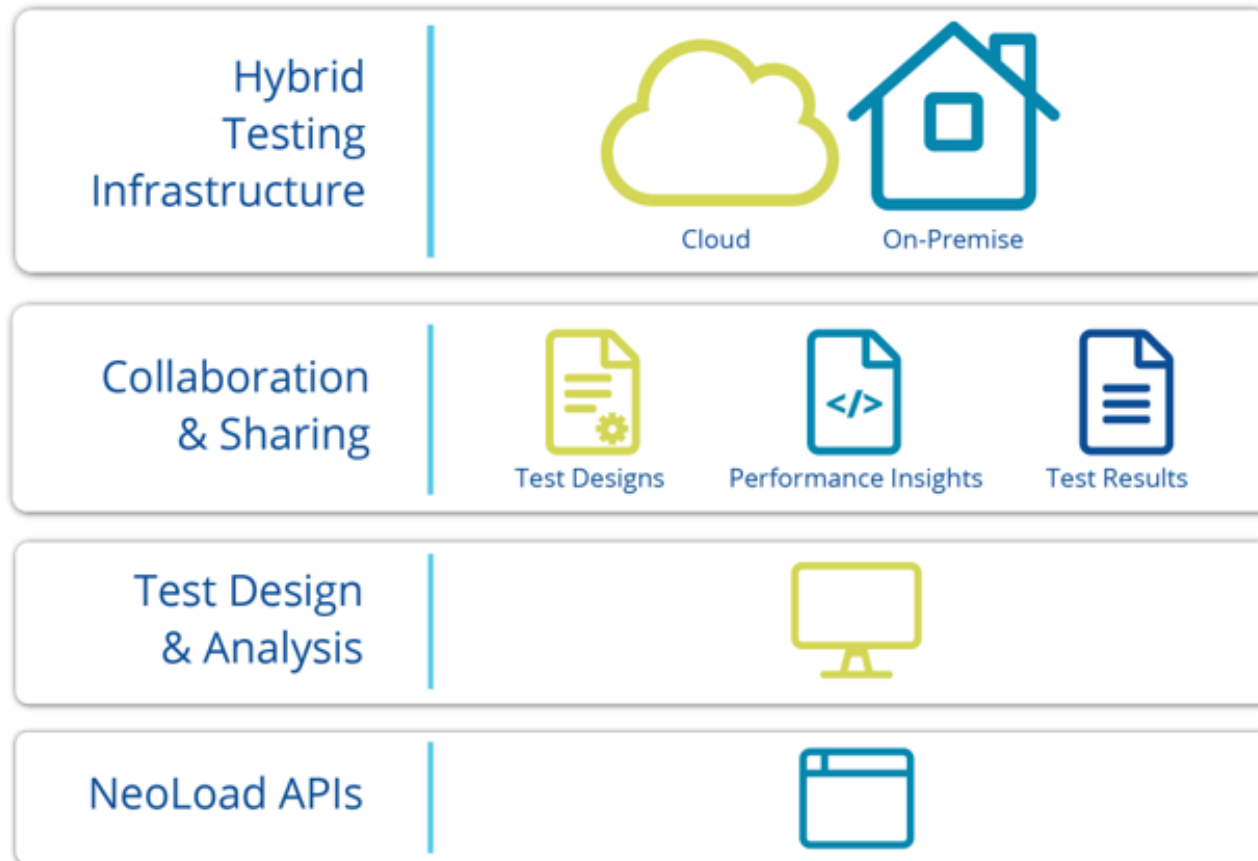 Hybrid
Testing
Infrastructure
Cloud
On-Premise
Collaboration
& Sharing
</>
Test Designs
Performance Insights
Test Results
Test Design
& Analysis
NeoLoad APIs